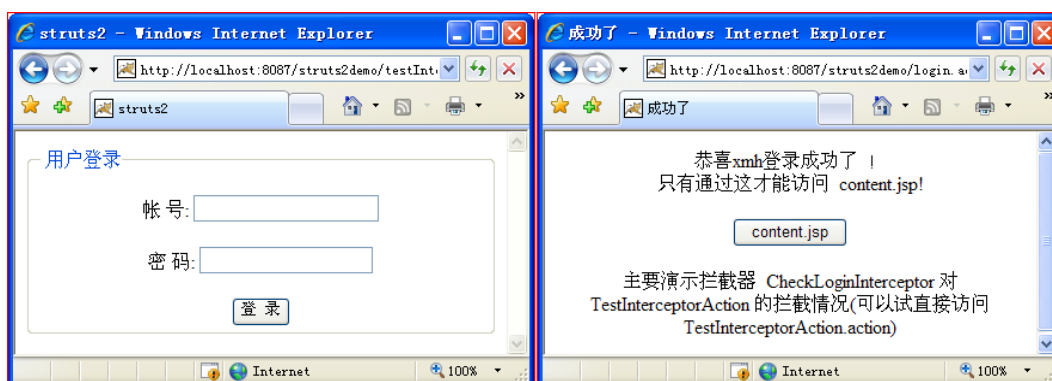 struts2 - Windows Internet Explorer
http://localhost:8087/struts2demo/testInt
struts2
用户登录
帐 号:
密 码:
登 录
Internet
100%
成功了 - Windows Internet Explorer
http://localhost:8087/struts2demo/login.a
成功了
恭喜xmh登录成功了 !
只有通过这才能访问 content.jsp!
content.jsp
主要演示拦截器 CheckLoginInterceptor 对
TestInterceptorAction 的拦截情况(可以试直接访问
TestInterceptorAction.action)
Internet
100%